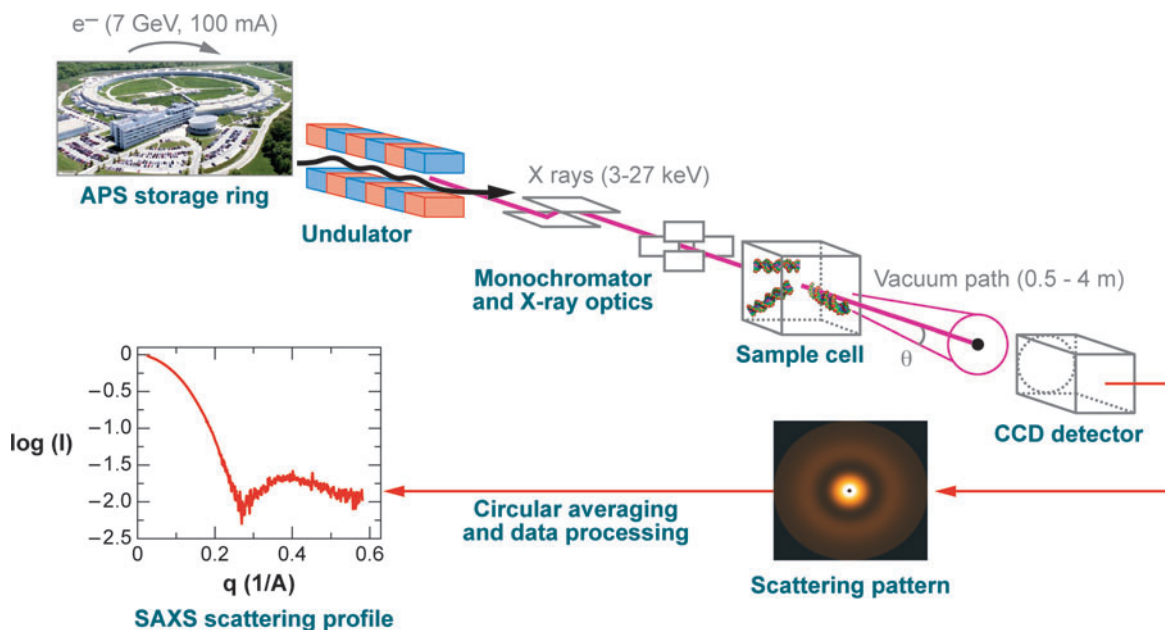 e⁻ (7 GeV, 100 mA)
APS storage ring
Undulator
X rays (3-27 keV)
Monochromator
and X-ray optics
Sample cell
Vacuum path (0.5 - 4 m)
θ
CCD detector
Scattering pattern
Circular averaging
and data processing
log (I)
0
−0.5
−1.0
−1.5
−2.0
−2.5
0 0.2 0.4 0.6
q (1/A)
SAXS scattering profile